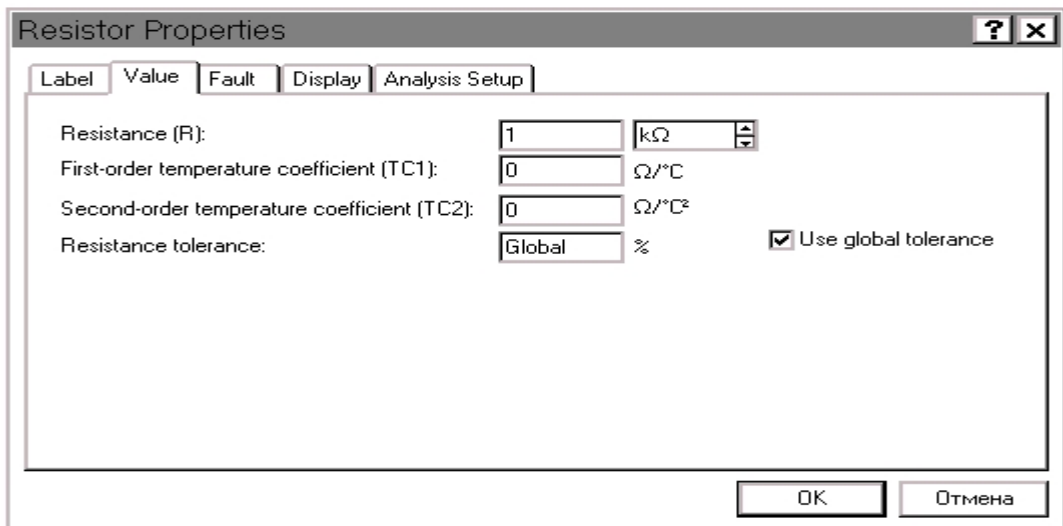 Resistor Properties ? ×
Label Value Fault Display Analysis Setup
Resistance (R): 1 kΩ
First-order temperature coefficient (TC1): 0 Ω/°C
Second-order temperature coefficient (TC2): 0 Ω/°C²
Resistance tolerance: Global % Use global tolerance
OK Отмена